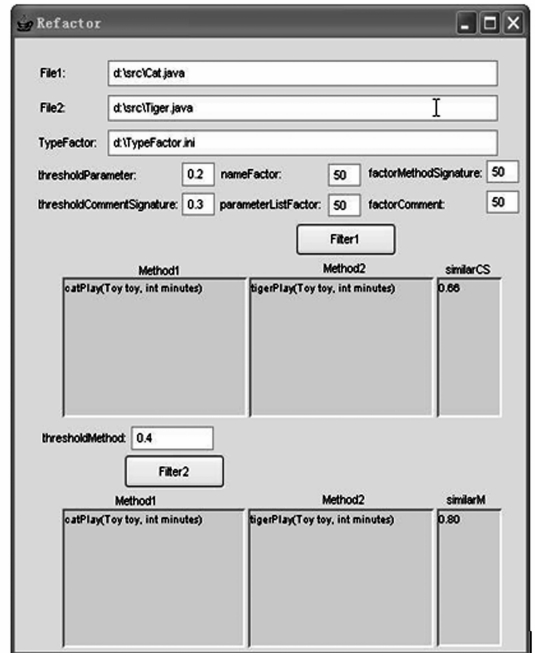 Refactor
File1: d:\src\Cat.java
File2: d:\src\Tiger.java
TypeFactor: d:\TypeFactor.ini
thresholdParameter: 0.2 nameFactor: 50 factorMethodSignature: 50
thresholdCommentSignature: 0.3 parameterListFactor: 50 factorComment: 50
Filter1
Method1 Method2 similarCS
catPlay(Toy toy, int minutes) tigerPlay(Toy toy, int minutes) 0.66
thresholdMethod: 0.4
Filter2
Method1 Method2 similarM
catPlay(Toy toy, int minutes) tigerPlay(Toy toy, int minutes) 0.80